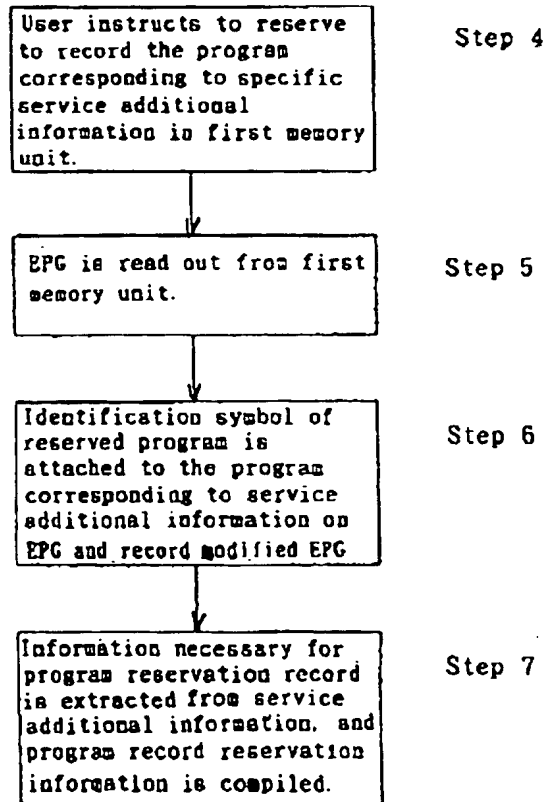 User instructs to reserve
to record the program
corresponding to specific
service additional
information in first memory
unit.
Step 4
EPG is read out from first
memory unit.
Step 5
Identification symbol of
reserved program is
attached to the program
corresponding to service
additional information on
EPG and record modified EPG
Step 6
Information necessary for
program reservation record
is extracted from service
additional information, and
program record reservation
information is compiled.
Step 7